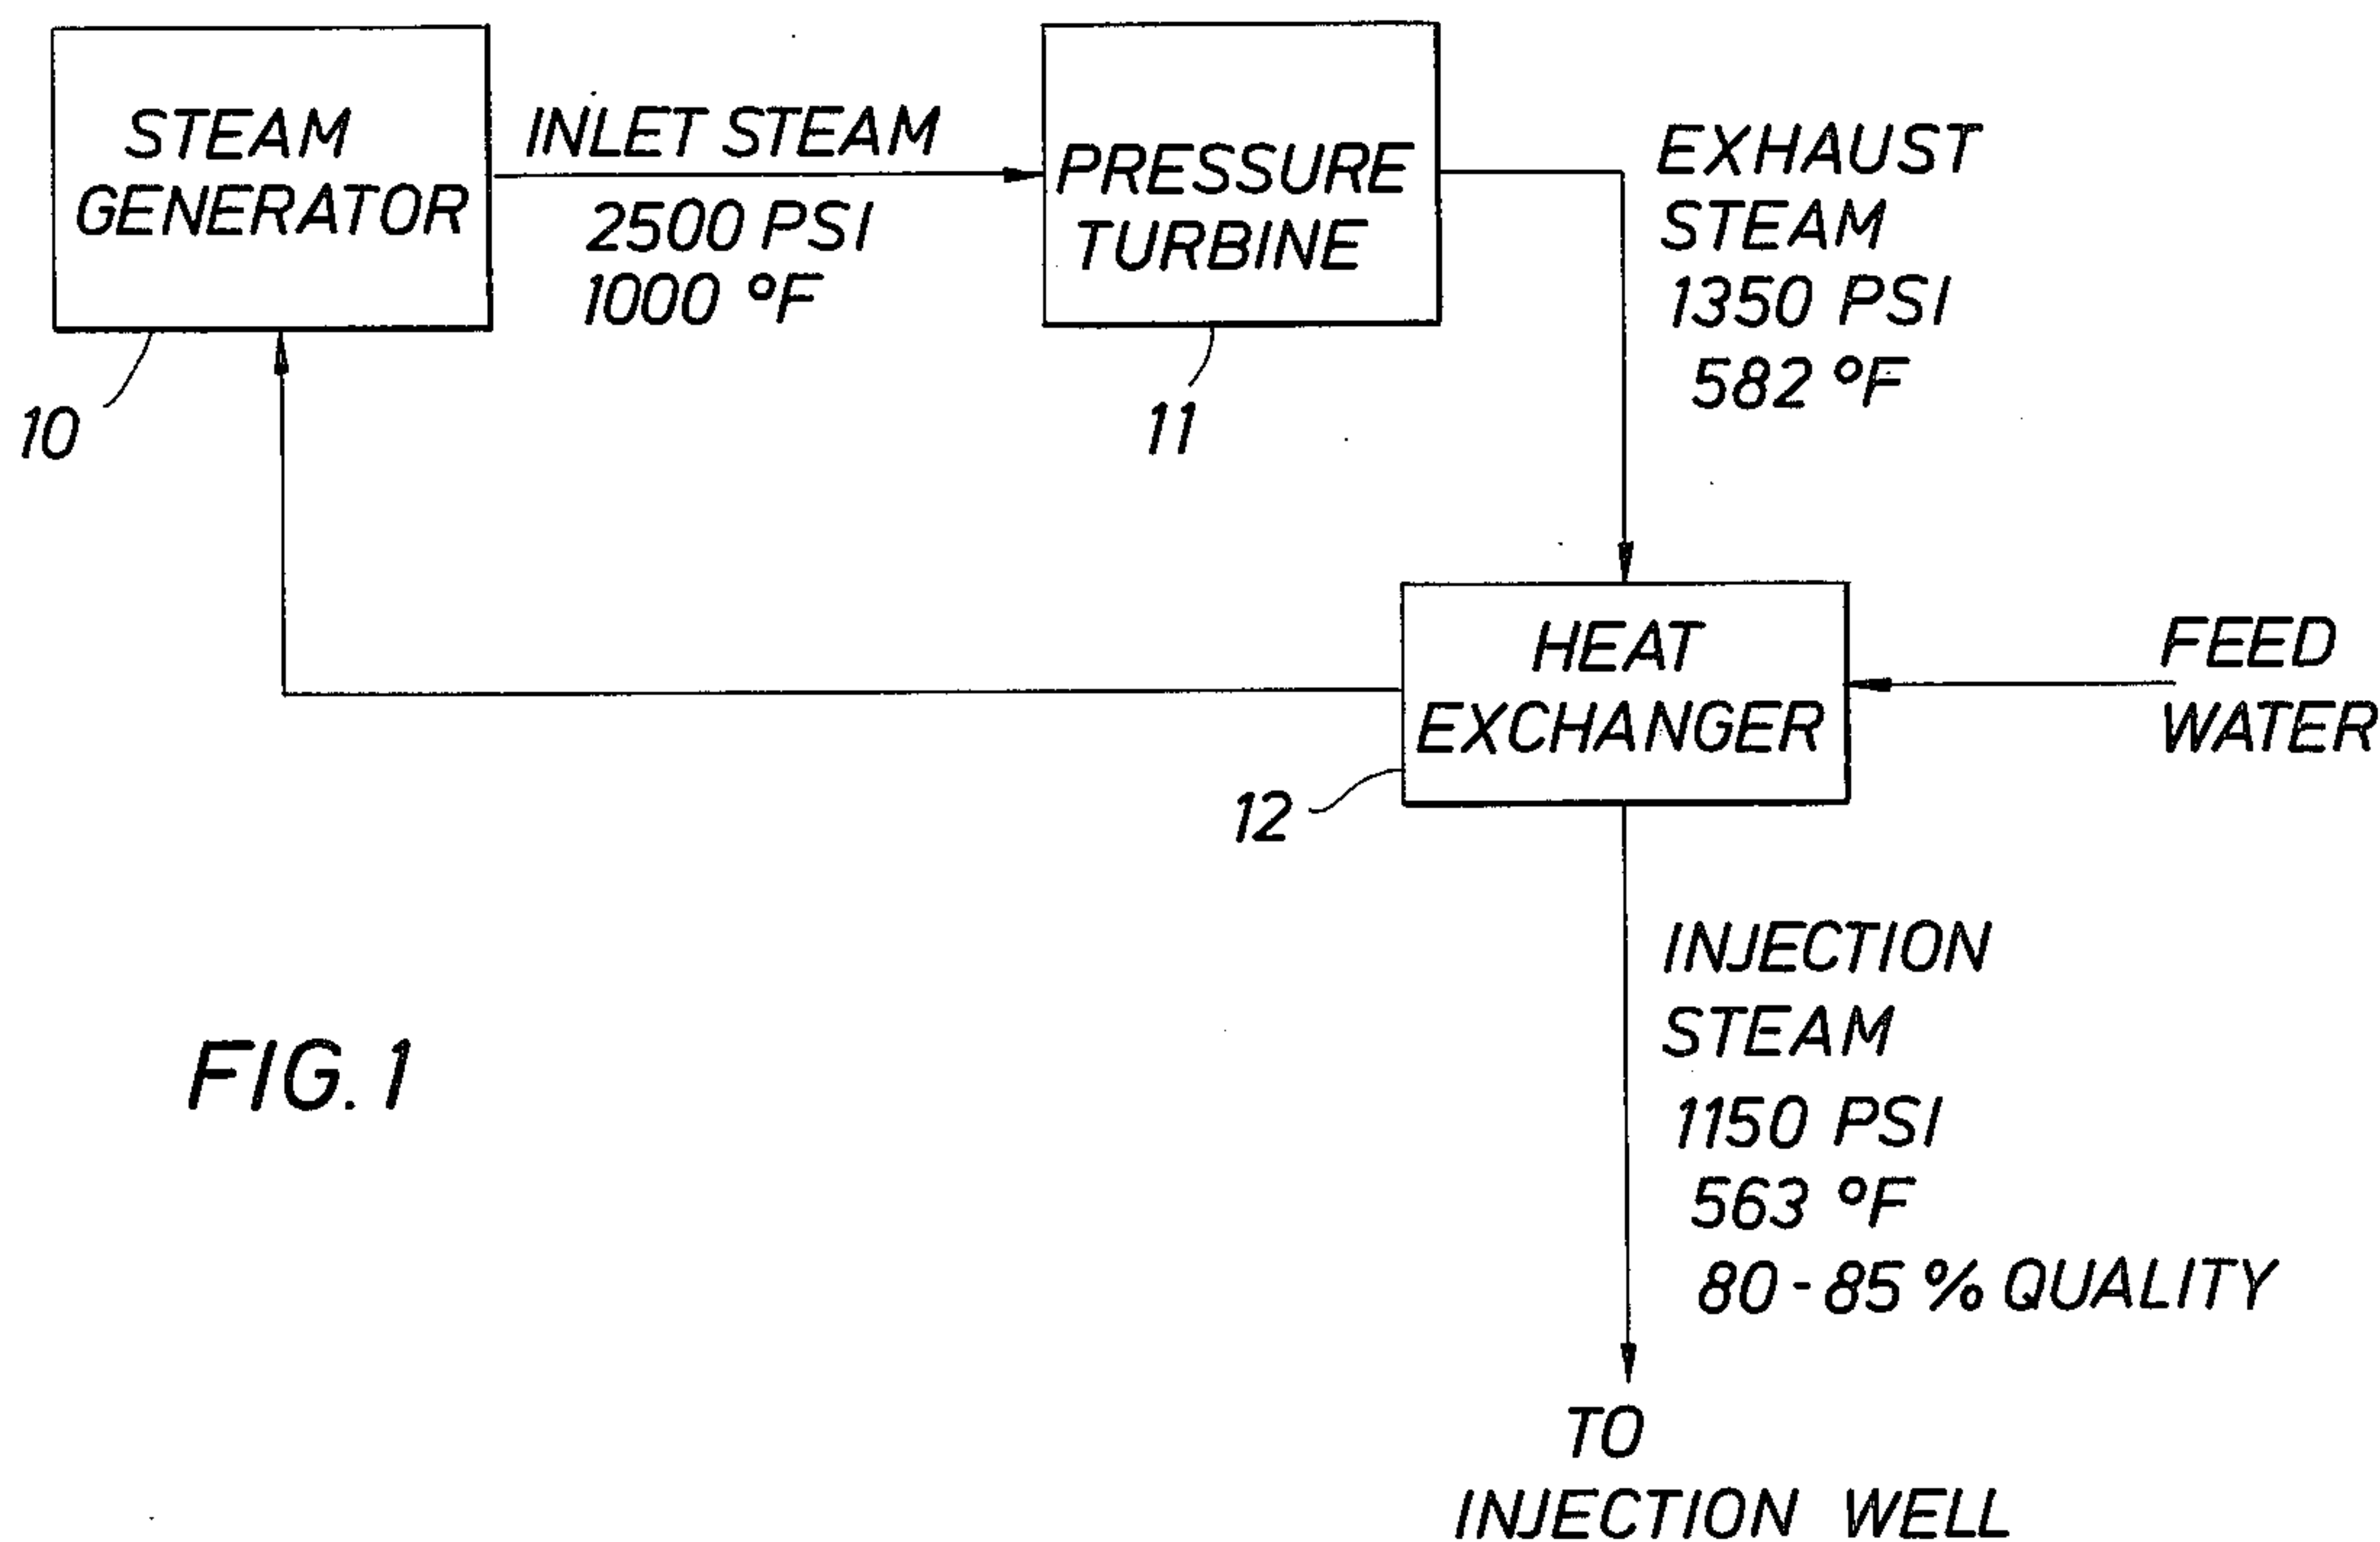 STEAM
GENERATOR
10
INLET STEAM
2500 PSI
1000 °F
PRESSURE
TURBINE
11
EXHAUST
STEAM
1350 PSI
582 °F
HEAT
EXCHANGER
12
FEED
WATER
INJECTION
STEAM
1150 PSI
563 °F
80-85 % QUALITY
TO
INJECTION WELL
FIG. 1